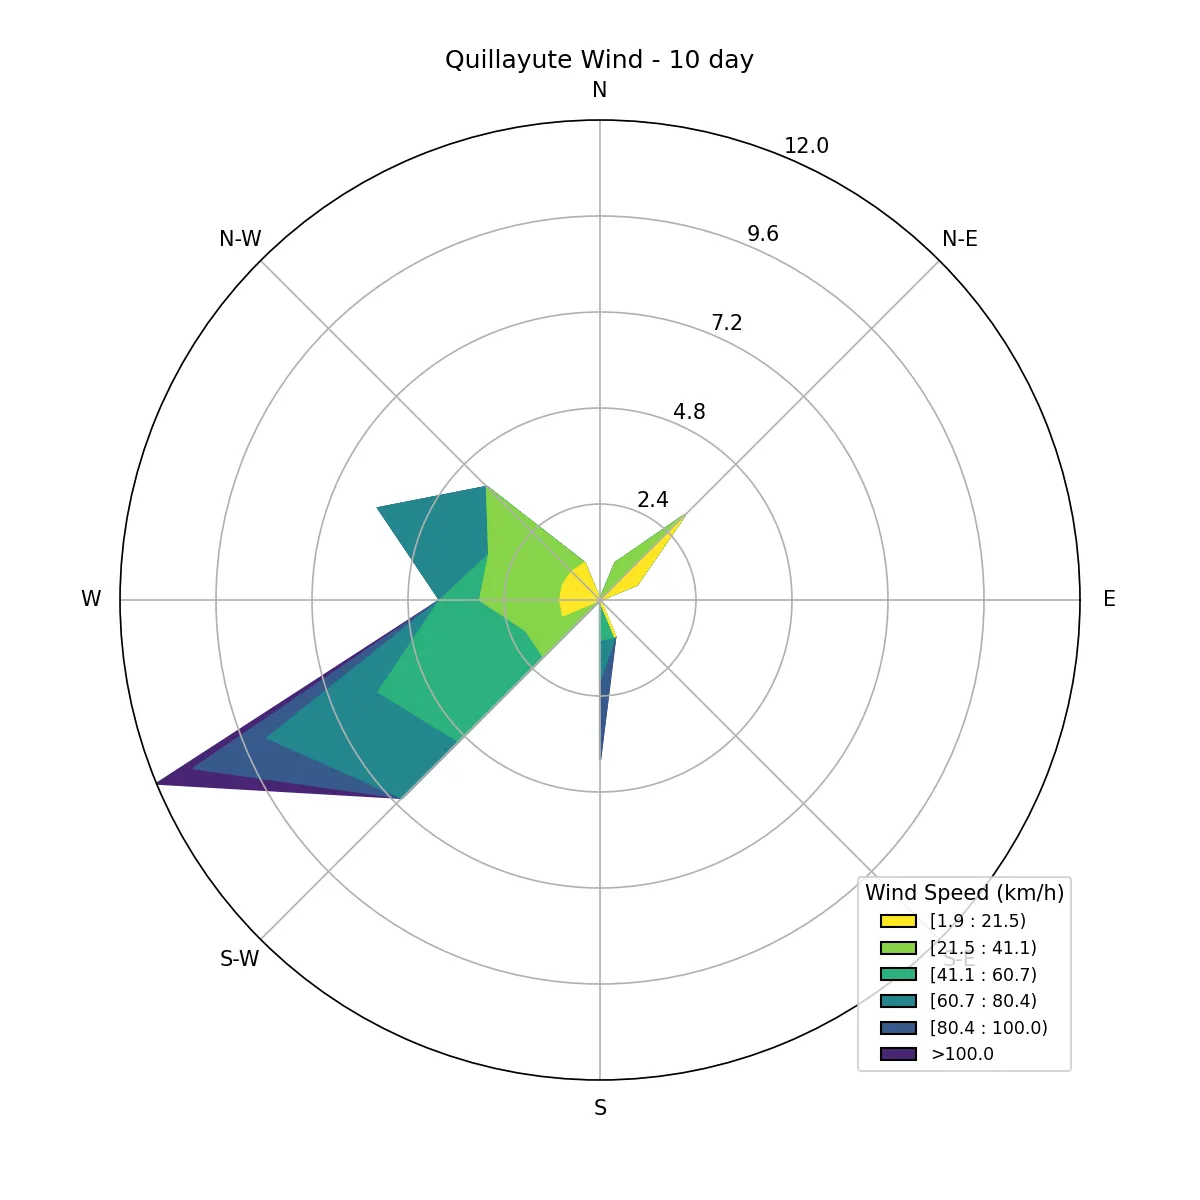 Quillayute Wind - 10 day
N
12.0
9.6
N-W
N-E
7.2
4.8
2.4
W
E
Wind Speed (km/h)
[1.9 : 21.5)
[21.5 : 41.1)
S-W
S-E
[41.1 : 60.7)
[60.7 : 80.4)
[80.4 : 100.0)
>100.0
S